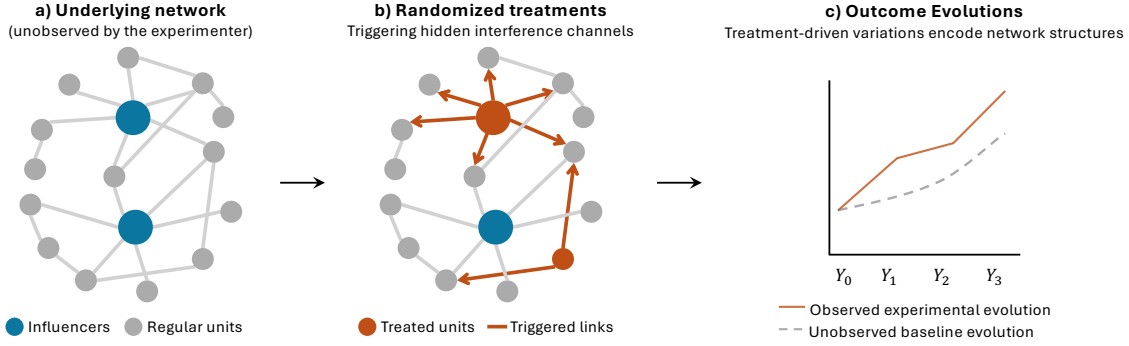 a) Underlying network
(unobserved by the experimenter)
b) Randomized treatments
Triggering hidden interference channels
c) Outcome Evolutions
Treatment-driven variations encode network structures
Y₀ Y₁ Y₂ Y₃
Influencers
Regular units
Treated units
Triggered links
Observed experimental evolution
Unobserved baseline evolution